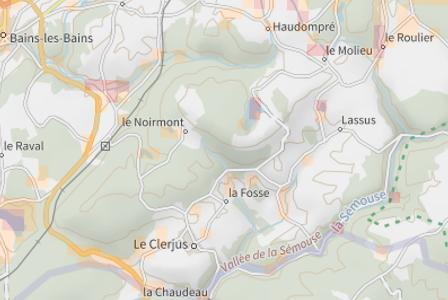 Haudompré
Bains-les-Bains
le Roulier
le Molieu
le Noirmont
Lassus
le Raval
la Fosse
la Semouse
Le Clerjus
Vallée de la Sémouse
la Chaudeau